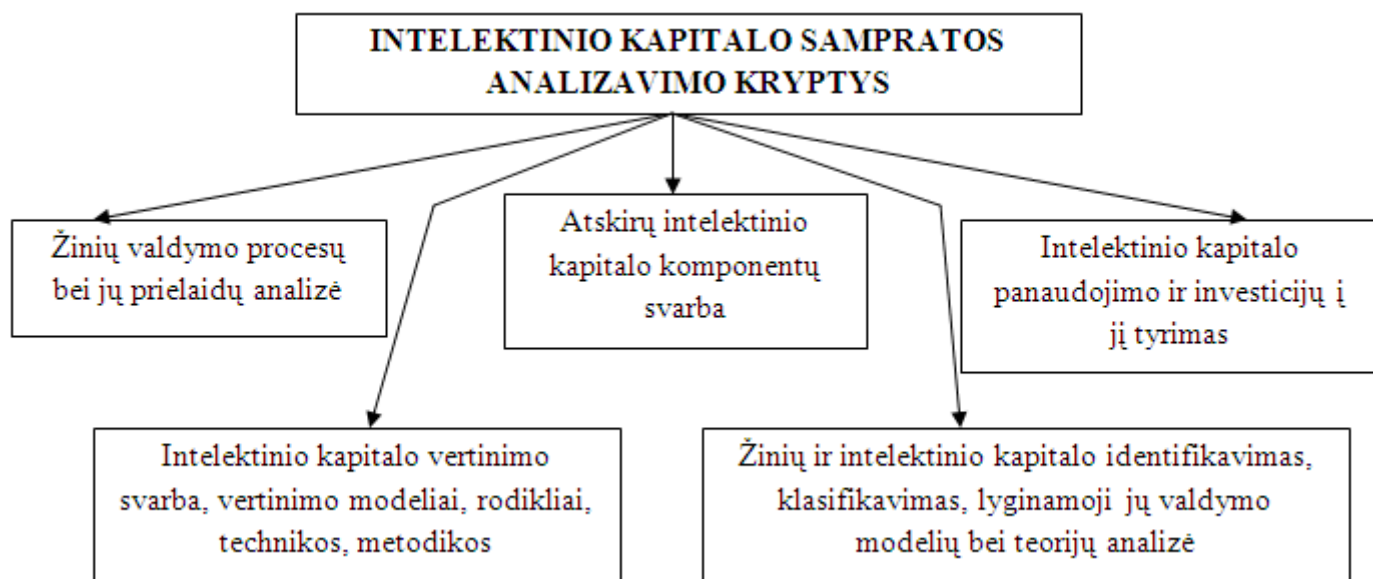 INTELEKTINIO KAPITALO SAMPRATOS
ANALIZAVIMO KRYPTYS
Žinių valdymo procesų
bei jų prielaidų analizė
Atskirų intelektinio
kapitalo komponentų
svarba
Intelektinio kapitalo
panaudojimo ir investicijų į
jį tyrimas
Intelektinio kapitalo vertinimo
svarba, vertinimo modeliai, rodikliai,
technikos, metodikos
Žinių ir intelektinio kapitalo identifikavimas,
klasifikavimas, lyginamoji jų valdymo
modelių bei teorijų analizė